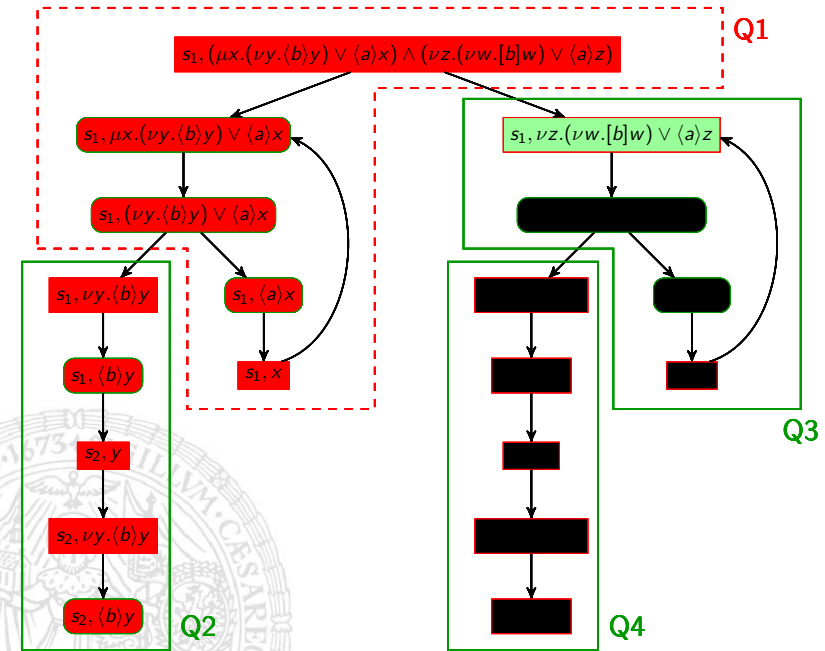 Q1
s₁, (μx.(νy.⟨b⟩y) ∨ ⟨a⟩x) ∧ (νz.(νw.[b]w) ∨ ⟨a⟩z)
s₁, μx.(νy.⟨b⟩y) ∨ ⟨a⟩x
s₁, νz.(νw.[b]w) ∨ ⟨a⟩z
s₁, (νy.⟨b⟩y) ∨ ⟨a⟩x
s₁, νy.⟨b⟩y
s₁, ⟨a⟩x
s₁, ⟨b⟩y
s₁, x
Q3
s₂, y
s₂, νy.⟨b⟩y
s₂, ⟨b⟩y
Q2
Q4